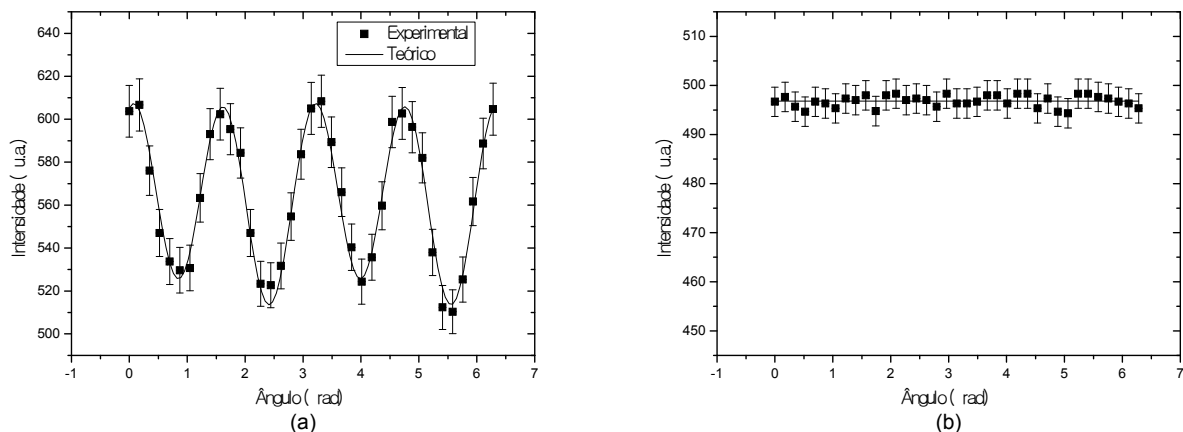 640
620
600
580
560
540
520
500
Intensidade ( u.a.)
Experimental
Teórico
-1 0 1 2 3 4 5 6 7
Ângulo ( rad)
(a)
510
500
490
480
470
460
450
Intensidade ( u.a.)
-1 0 1 2 3 4 5 6 7
Ângulo ( rad)
(b)